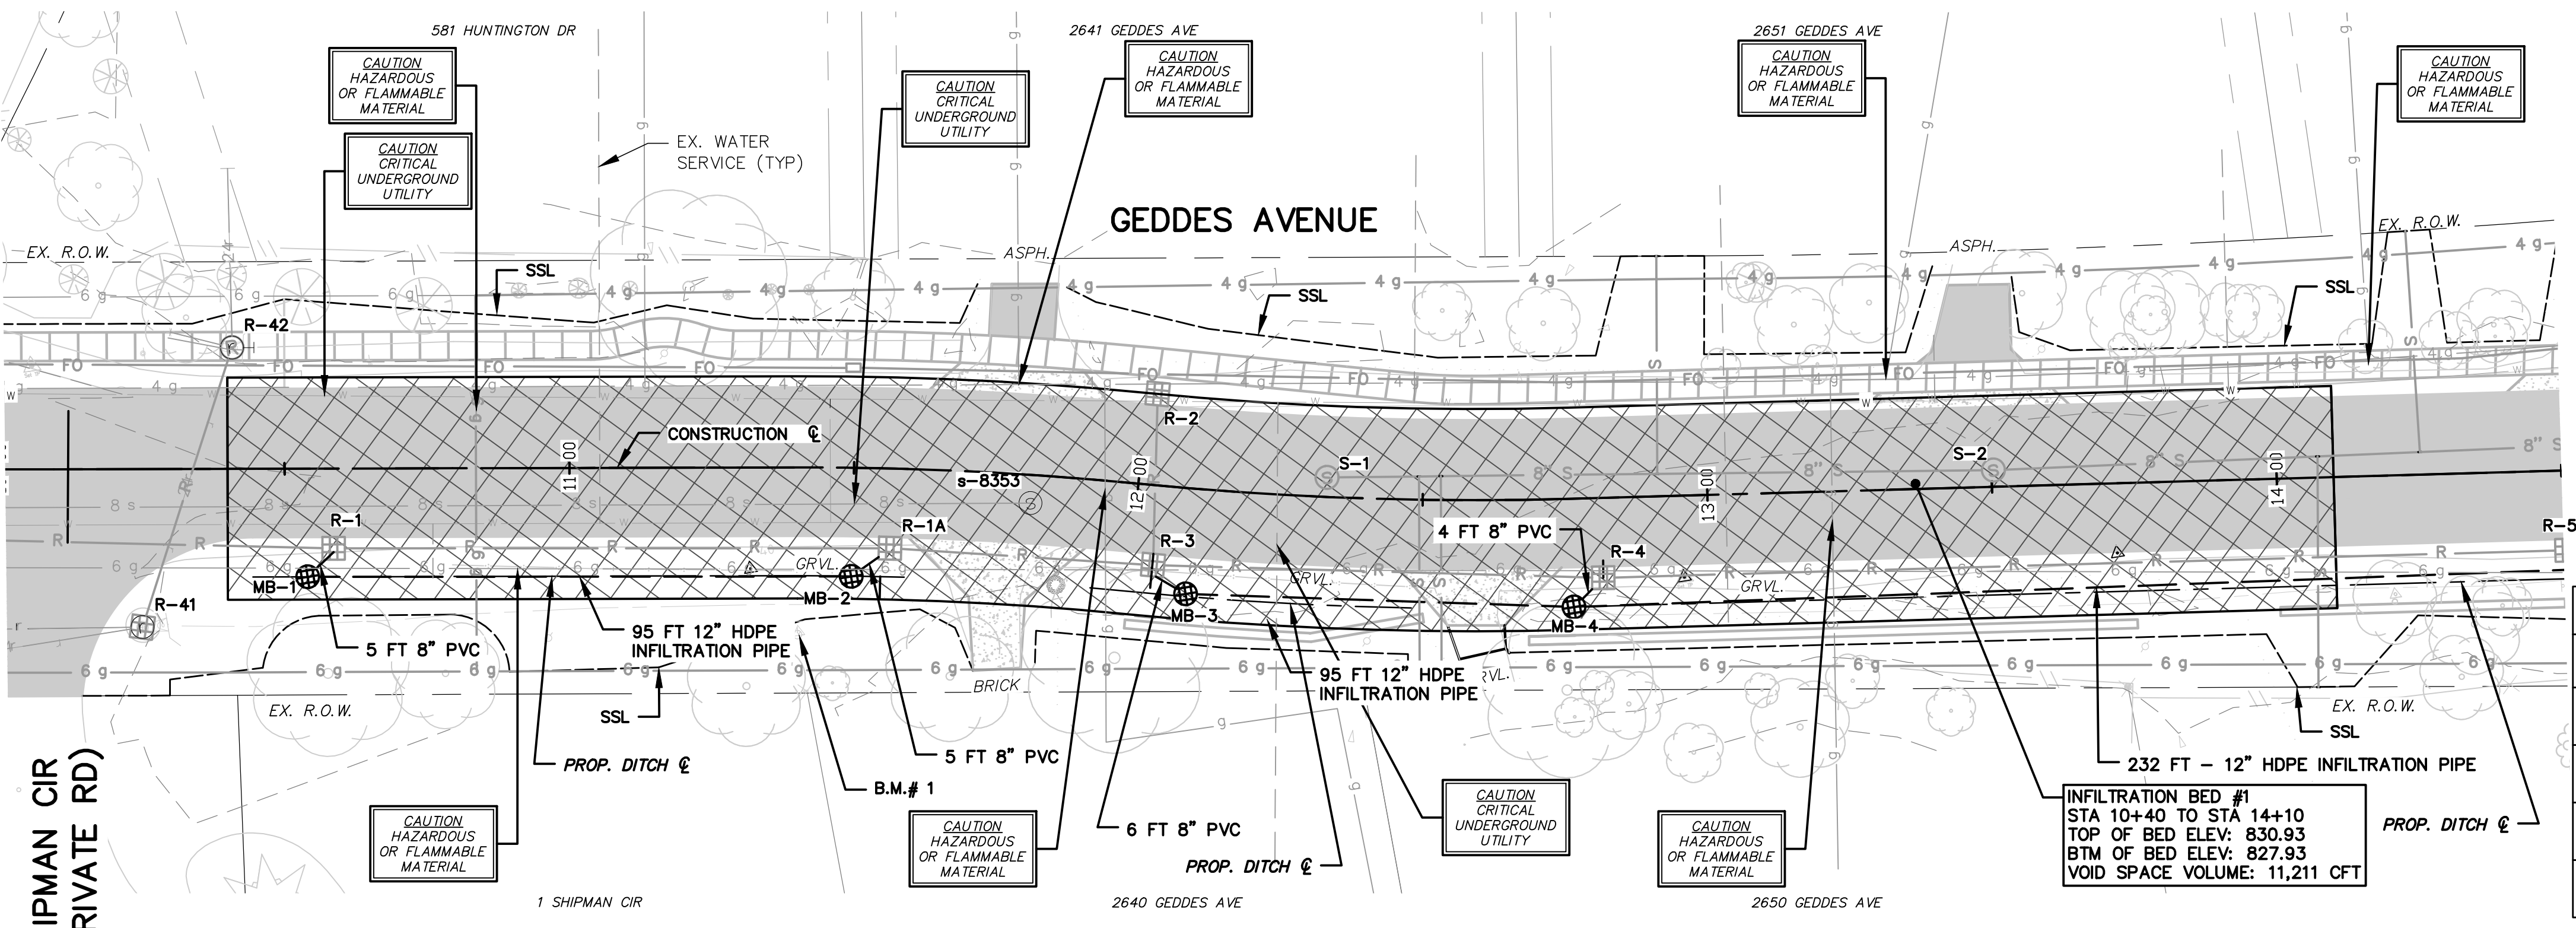 581 HUNTINGTON DR
2641 GEDDES AVE
2651 GEDDES AVE
CAUTION
HAZARDOUS
OR FLAMMABLE
MATERIAL
CAUTION
CRITICAL
UNDERGROUND
UTILITY
CAUTION
CRITICAL
UNDERGROUND
UTILITY
CAUTION
HAZARDOUS
OR FLAMMABLE
MATERIAL
CAUTION
HAZARDOUS
OR FLAMMABLE
MATERIAL
CAUTION
HAZARDOUS
OR FLAMMABLE
MATERIAL
EX. WATER
SERVICE (TYP)
GEDDES AVENUE
EX. R.O.W.
ASPH.
ASPH.
EX. R.O.W.
SSL
SSL
SSL
R-42
R-2
CONSTRUCTION ℄
11+00
12+00
13+00
14+00
s-8353
S-1
S-2
8" S
8" S
8" S
8" S
R-1
R-1A
R-3
4 FT 8" PVC
R-4
R-5
GRVL.
GRVL.
GRVL.
MB-1
MB-2
MB-3
MB-4
R-41
5 FT 8" PVC
95 FT 12" HDPE
INFILTRATION PIPE
95 FT 12" HDPE
INFILTRATION PIPE
BRICK
EX. R.O.W.
SSL
EX. R.O.W.
SSL
PROP. DITCH ℄
5 FT 8" PVC
B.M.# 1
6 FT 8" PVC
PROP. DITCH ℄
232 FT - 12" HDPE INFILTRATION PIPE
PROP. DITCH ℄
INFILTRATION BED #1
STA 10+40 TO STA 14+10
TOP OF BED ELEV: 830.93
BTM OF BED ELEV: 827.93
VOID SPACE VOLUME: 11,211 CFT
CAUTION
HAZARDOUS
OR FLAMMABLE
MATERIAL
CAUTION
HAZARDOUS
OR FLAMMABLE
MATERIAL
CAUTION
CRITICAL
UNDERGROUND
UTILITY
CAUTION
HAZARDOUS
OR FLAMMABLE
MATERIAL
IPMAN CIR
RIVATE RD)
1 SHIPMAN CIR
2640 GEDDES AVE
2650 GEDDES AVE